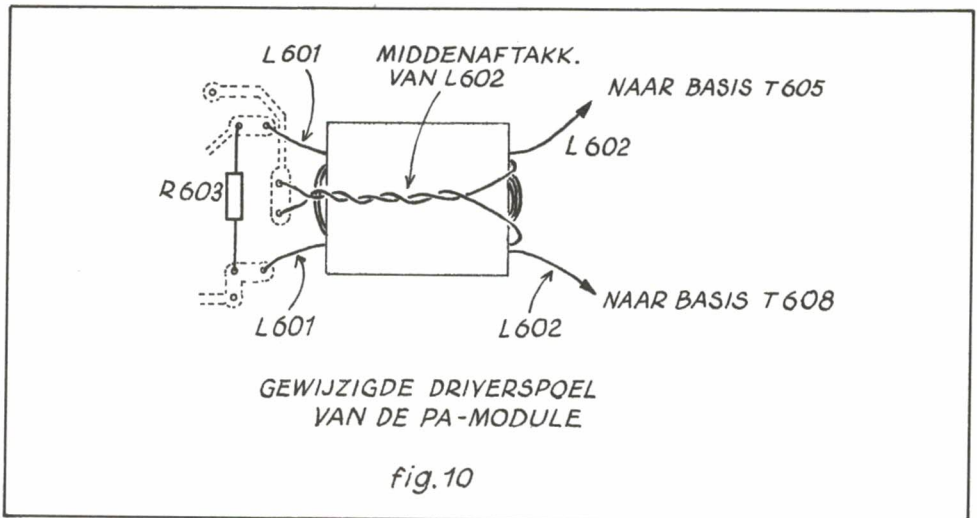 L601
MIDDENAFTAKK.
VAN L602
NAAR BASIS T605
L602
R603
L601
L602
NAAR BASIS T608
GEWIJZIGDE DRIVERSPOEL
VAN DE PA-MODULE
fig.10